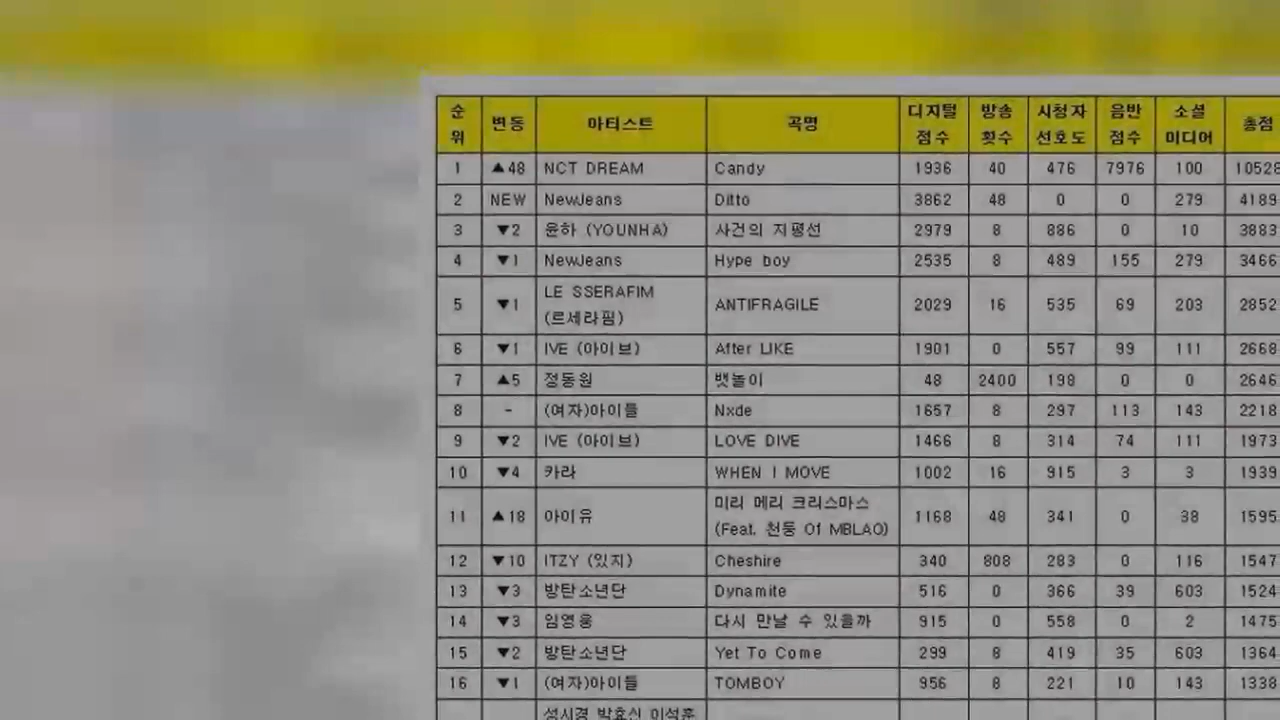 순위 변동 아티스트 곡명 디지털 점수 방송 횟수 시청자 선호도 음반 점수 소셜 미디어 총점
1 ▲48 NCT DREAM Candy 1936 40 476 7976 100 10528
2 NEW NewJeans Ditto 3862 48 0 0 279 4189
3 ▼2 윤하 (YOUNHA) 사건의 지평선 2979 8 886 0 10 3883
4 ▼1 NewJeans Hype boy 2535 8 489 155 279 3466
5 ▼1 LE SSERAFIM (르세라핌) ANTIFRAGILE 2029 16 535 69 203 2852
6 ▼1 IVE (아이브) After LIKE 1901 0 557 99 111 2668
7 ▲5 정동원 뱃놀이 48 2400 198 0 0 2646
8 - (여자)아이들 Nxde 1657 8 297 113 143 2218
9 ▼2 IVE (아이브) LOVE DIVE 1466 8 314 74 111 1973
10 ▼4 카라 WHEN I MOVE 1002 16 915 3 3 1939
11 ▲18 아이유 미리 메리 크리스마스 (Feat. 천둥 Of MBLAQ) 1168 48 341 0 38 1595
12 ▼10 ITZY (있지) Cheshire 340 808 283 0 116 1547
13 ▼3 방탄소년단 Dynamite 516 0 366 39 603 1524
14 ▼3 임영웅 다시 만날 수 있을까 915 0 558 0 2 1475
15 ▼2 방탄소년단 Yet To Come 299 8 419 35 603 1364
16 ▼1 (여자)아이들 TOMBOY 956 8 221 10 143 1338
성시경 박효신 이석훈